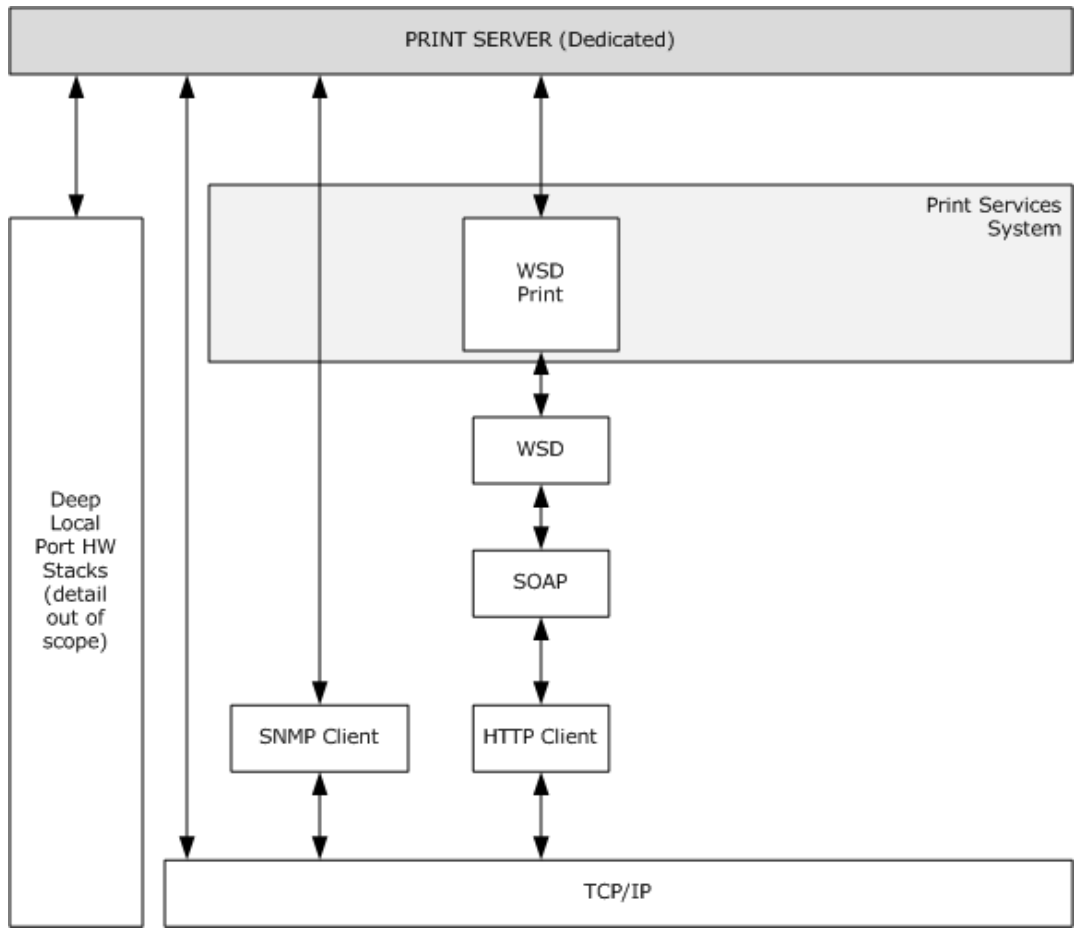 PRINT SERVER (Dedicated)
Print Services
System
WSD
Print
WSD
Deep
Local
Port HW
Stacks
(detail
out of
scope)
SOAP
SNMP Client
HTTP Client
TCP/IP